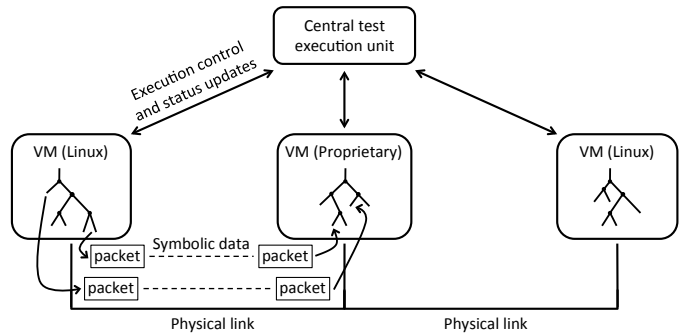 Central test
execution unit
Execution control
and status updates
VM (Linux)
VM (Proprietary)
VM (Linux)
Symbolic data
packet
packet
packet
packet
Physical link
Physical link